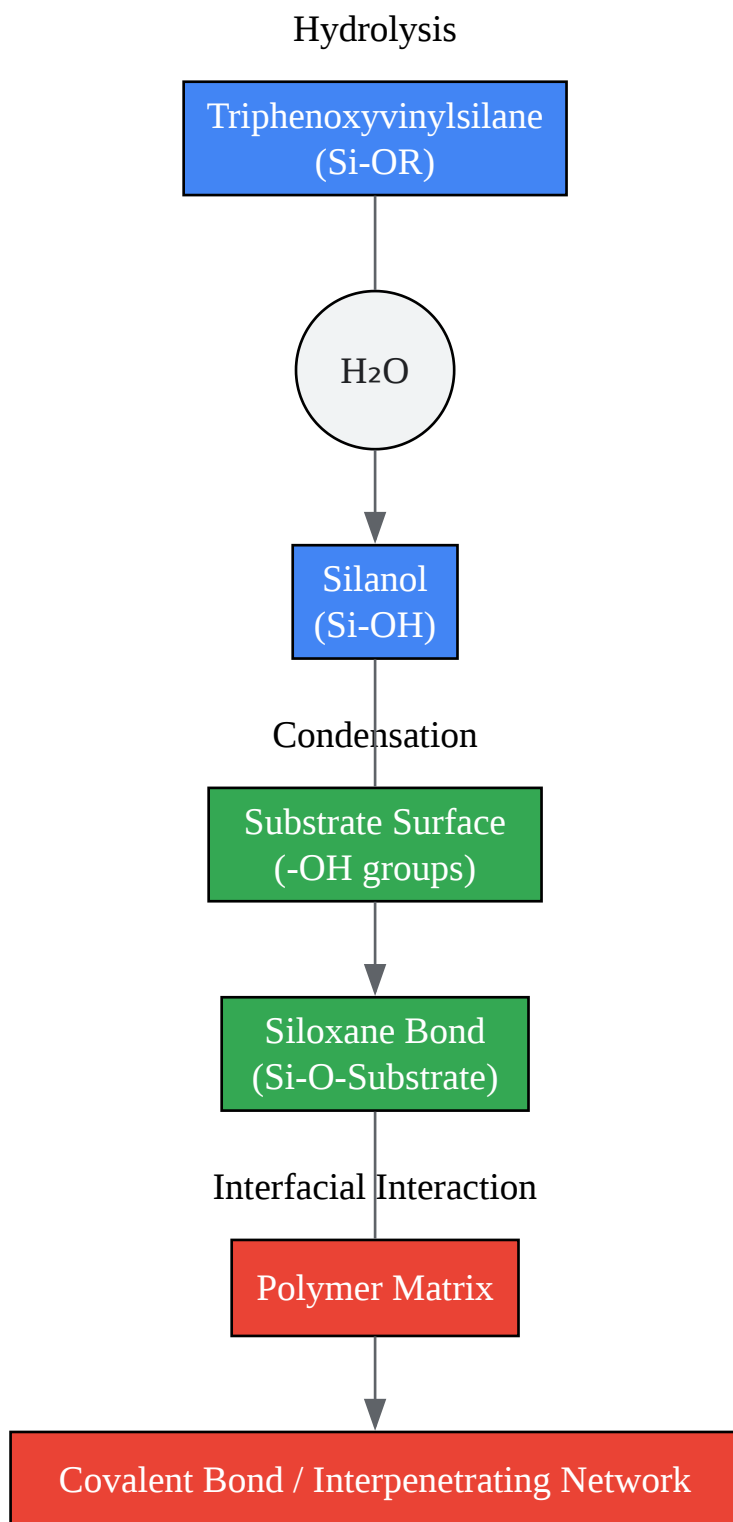 Hydrolysis
Triphenoxyvinylsilane
(Si-OR)
H₂O
Silanol
(Si-OH)
Condensation
Substrate Surface
(-OH groups)
Siloxane Bond
(Si-O-Substrate)
Interfacial Interaction
Polymer Matrix
Covalent Bond / Interpenetrating Network